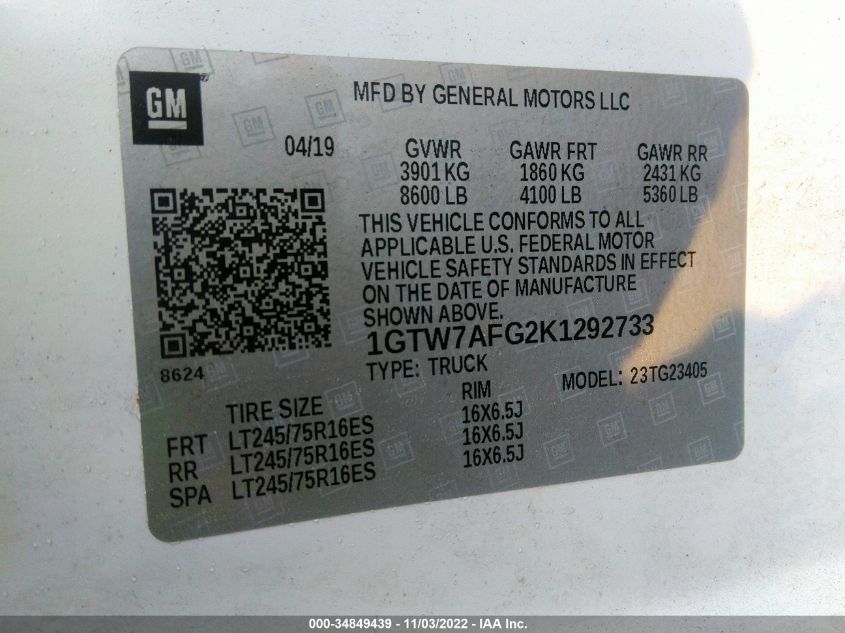 GM
MFD BY GENERAL MOTORS LLC
04/19
GVWR GAWR FRT GAWR RR
3901 KG 1860 KG 2431 KG
8600 LB 4100 LB 5360 LB
THIS VEHICLE CONFORMS TO ALL
APPLICABLE U.S. FEDERAL MOTOR
VEHICLE SAFETY STANDARDS IN EFFECT
ON THE DATE OF MANUFACTURE
SHOWN ABOVE.
1GTW7AFG2K1292733
8624
TYPE: TRUCK MODEL: 23TG23405
TIRE SIZE RIM
FRT LT245/75R16ES 16X6.5J
RR LT245/75R16ES 16X6.5J
SPA LT245/75R16ES 16X6.5J
000-34849439 - 11/03/2022 - IAA Inc.